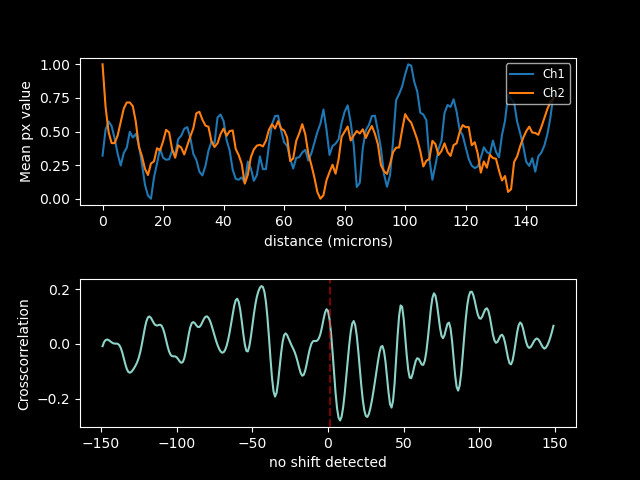 1.00
0.75
0.50
0.25
0.00
Mean px value
Ch1
Ch2
0 20 40 60 80 100 120 140
distance (microns)
0.2
0.0
−0.2
Crosscorrelation
−150 −100 −50 0 50 100 150
no shift detected